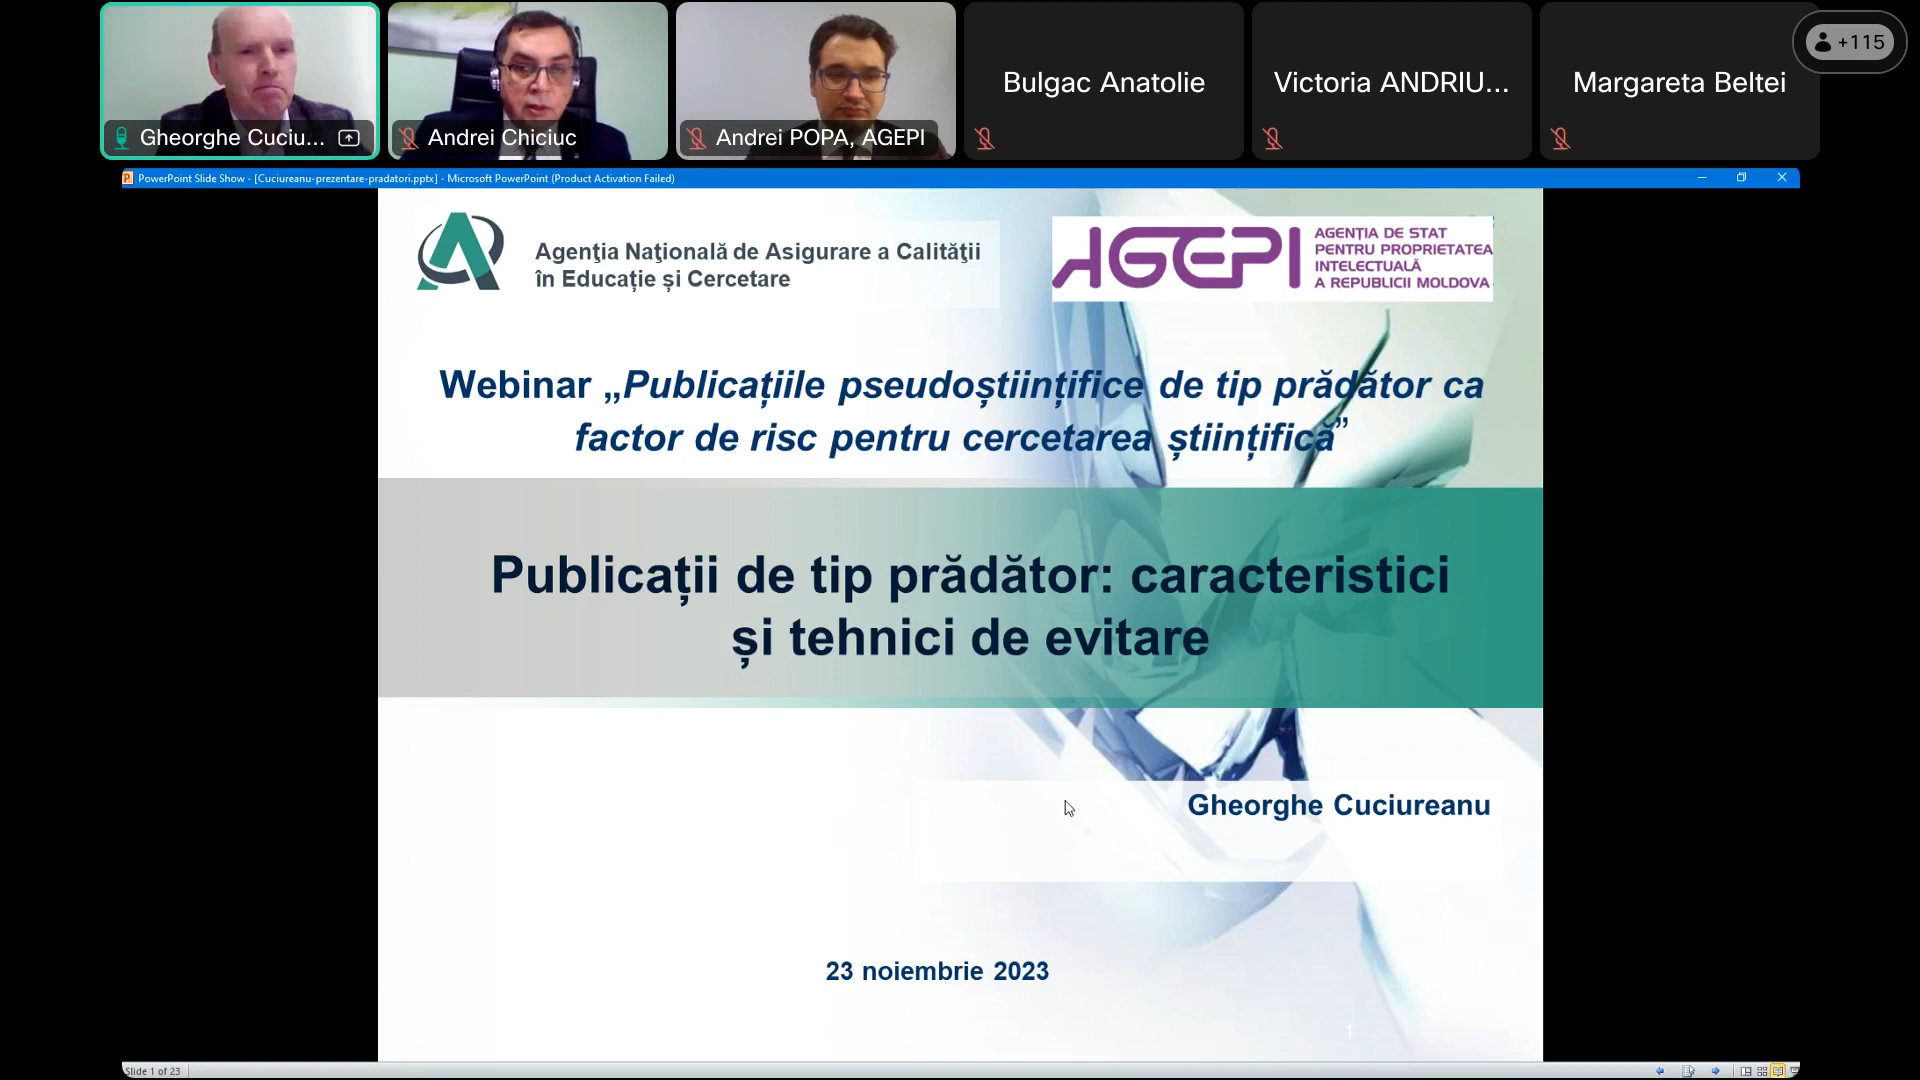 Gheorghe Cuciu...
Andrei Chiciuc
Andrei POPA, AGEPI
Bulgac Anatolie
Victoria ANDRIU...
Margareta Beltei
+115
PowerPoint Slide Show - [Cuciureanu-prezentare-pradatori.pptx] - Microsoft PowerPoint (Product Activation Failed)
Agenţia Naţională de Asigurare a Calităţii
în Educație și Cercetare
AGEPI
AGENȚIA DE STAT
PENTRU PROPRIETATEA
INTELECTUALĂ
A REPUBLICII MOLDOVA
Webinar „Publicațiile pseudoștiințifice de tip prădător ca
factor de risc pentru cercetarea științifică”
Publicații de tip prădător: caracteristici
și tehnici de evitare
Gheorghe Cuciureanu
23 noiembrie 2023
1
Slide 1 of 23